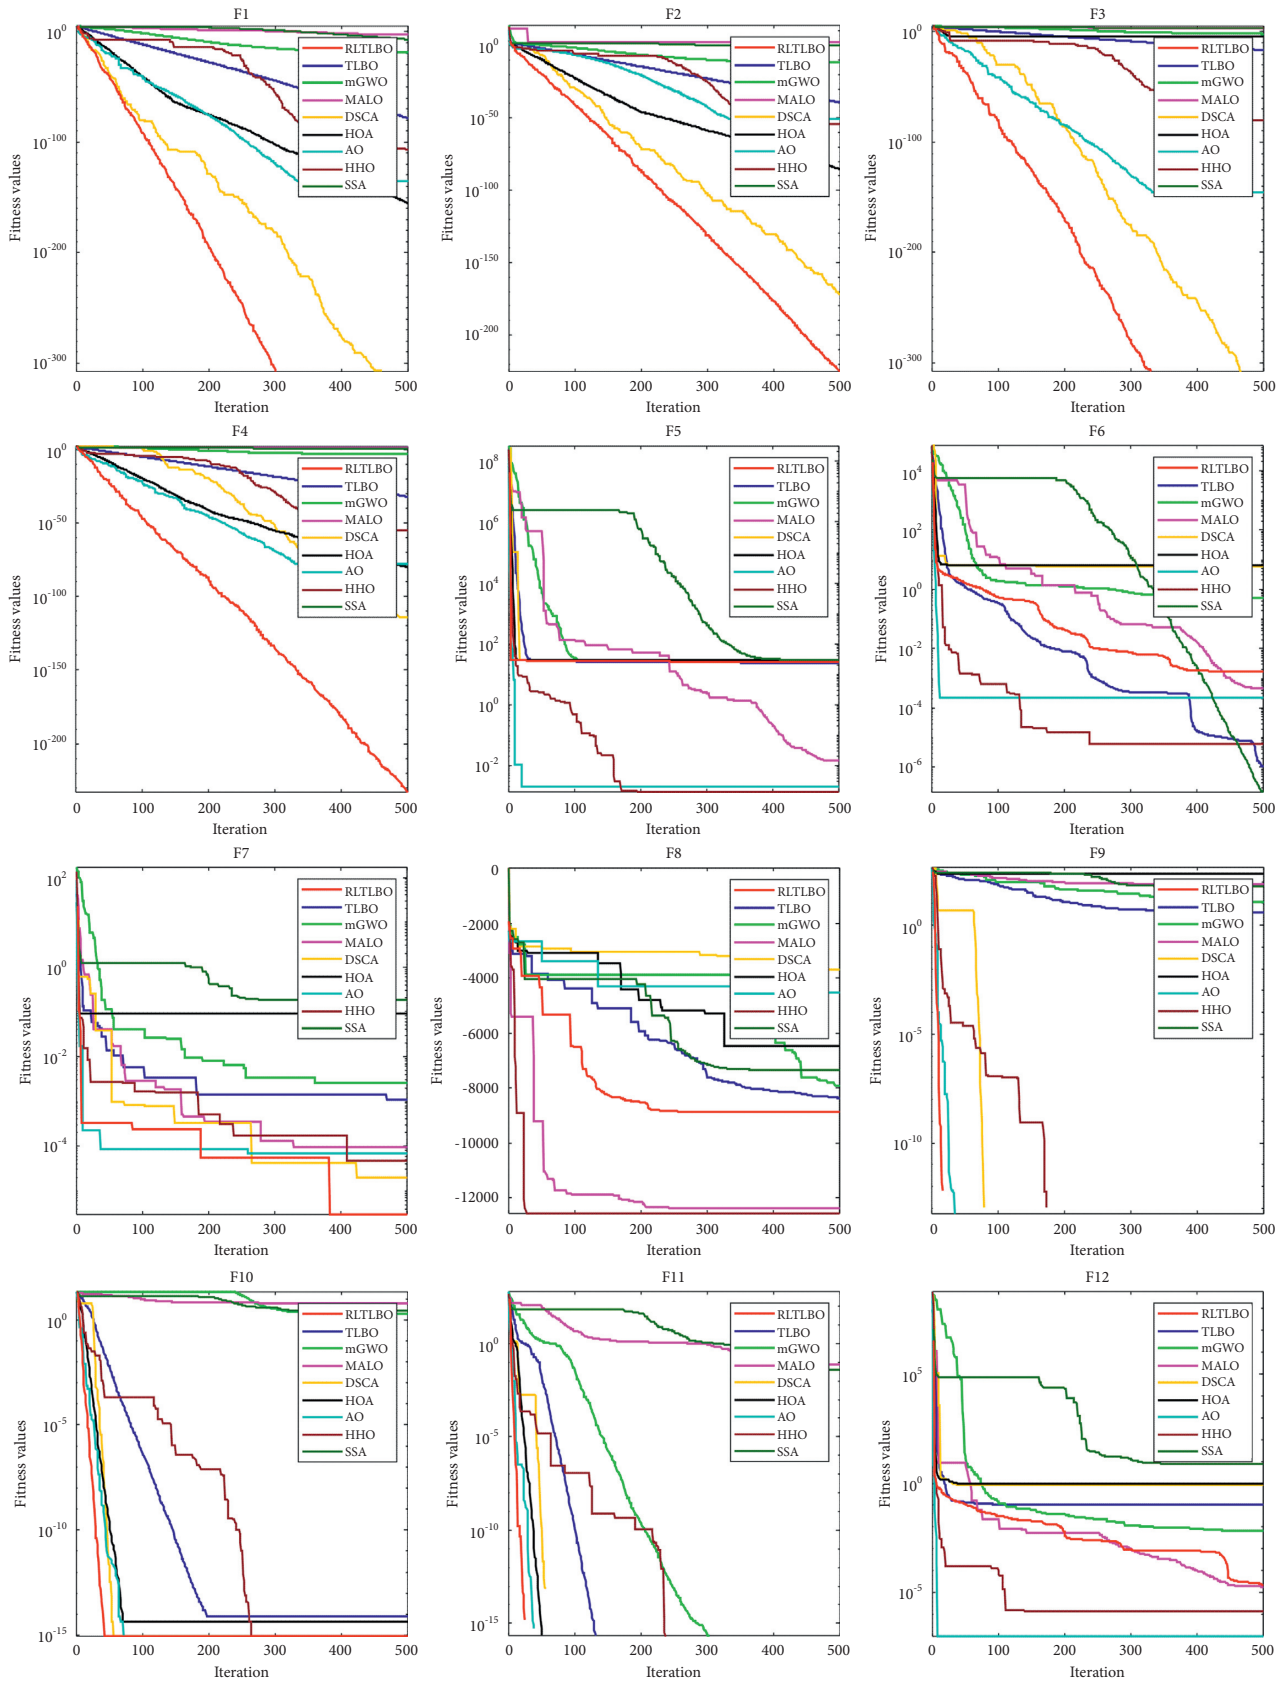 F1
Fitness values
10^0
10^-100
10^-200
10^-300
0 100 200 300 400 500
Iteration
RLTLBO
TLBO
mGWO
MALO
DSCA
HOA
AO
HHO
SSA
F2
Fitness values
10^0
10^-50
10^-100
10^-150
10^-200
0 100 200 300 400 500
Iteration
RLTLBO
TLBO
mGWO
MALO
DSCA
HOA
AO
HHO
SSA
F3
Fitness values
10^0
10^-100
10^-200
10^-300
0 100 200 300 400 500
Iteration
RLTLBO
TLBO
mGWO
MALO
DSCA
HOA
AO
HHO
SSA
F4
Fitness values
10^0
10^-50
10^-100
10^-150
10^-200
0 100 200 300 400 500
Iteration
RLTLBO
TLBO
mGWO
MALO
DSCA
HOA
AO
HHO
SSA
F5
Fitness values
10^8
10^6
10^4
10^2
10^0
10^-2
0 100 200 300 400 500
Iteration
RLTLBO
TLBO
mGWO
MALO
DSCA
HOA
AO
HHO
SSA
F6
Fitness values
10^4
10^2
10^0
10^-2
10^-4
10^-6
0 100 200 300 400 500
Iteration
RLTLBO
TLBO
mGWO
MALO
DSCA
HOA
AO
HHO
SSA
F7
Fitness values
10^2
10^0
10^-2
10^-4
0 100 200 300 400 500
Iteration
RLTLBO
TLBO
mGWO
MALO
DSCA
HOA
AO
HHO
SSA
F8
Fitness values
0
-2000
-4000
-6000
-8000
-10000
-12000
0 100 200 300 400 500
Iteration
RLTLBO
TLBO
mGWO
MALO
DSCA
HOA
AO
HHO
SSA
F9
Fitness values
10^0
10^-5
10^-10
0 100 200 300 400 500
Iteration
RLTLBO
TLBO
mGWO
MALO
DSCA
HOA
AO
HHO
SSA
F10
Fitness values
10^0
10^-5
10^-10
10^-15
0 100 200 300 400 500
Iteration
RLTLBO
TLBO
mGWO
MALO
DSCA
HOA
AO
HHO
SSA
F11
Fitness values
10^0
10^-5
10^-10
10^-15
0 100 200 300 400 500
Iteration
RLTLBO
TLBO
mGWO
MALO
DSCA
HOA
AO
HHO
SSA
F12
Fitness values
10^5
10^0
10^-5
0 100 200 300 400 500
Iteration
RLTLBO
TLBO
mGWO
MALO
DSCA
HOA
AO
HHO
SSA